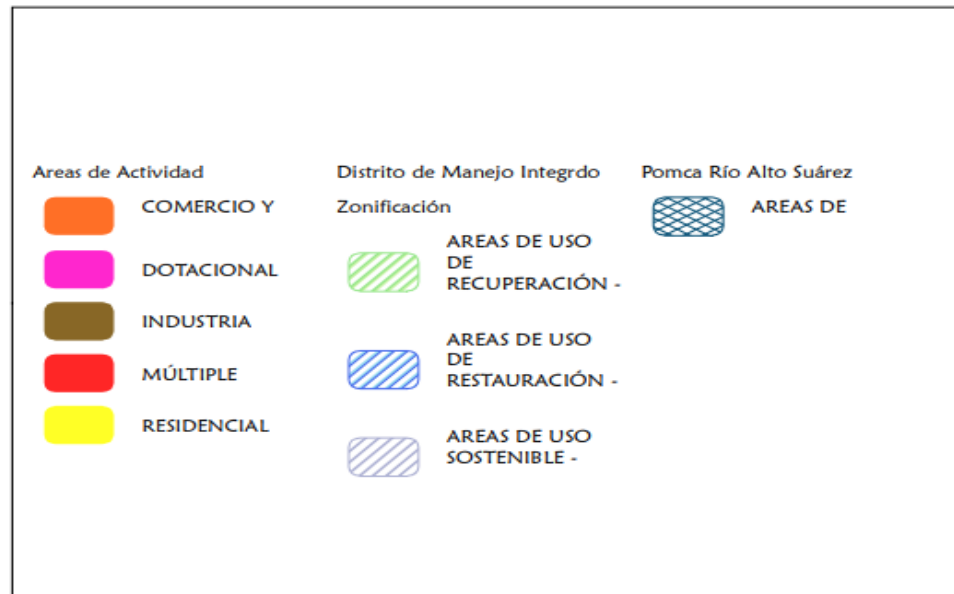 Areas de Actividad
COMERCIO Y
DOTACIONAL
INDUSTRIA
MÚLTIPLE
RESIDENCIAL
Distrito de Manejo Integrdo
Zonificación
AREAS DE USO
DE
RECUPERACIÓN -
AREAS DE USO
DE
RESTAURACIÓN -
AREAS DE USO
SOSTENIBLE -
Pomca Río Alto Suárez
AREAS DE